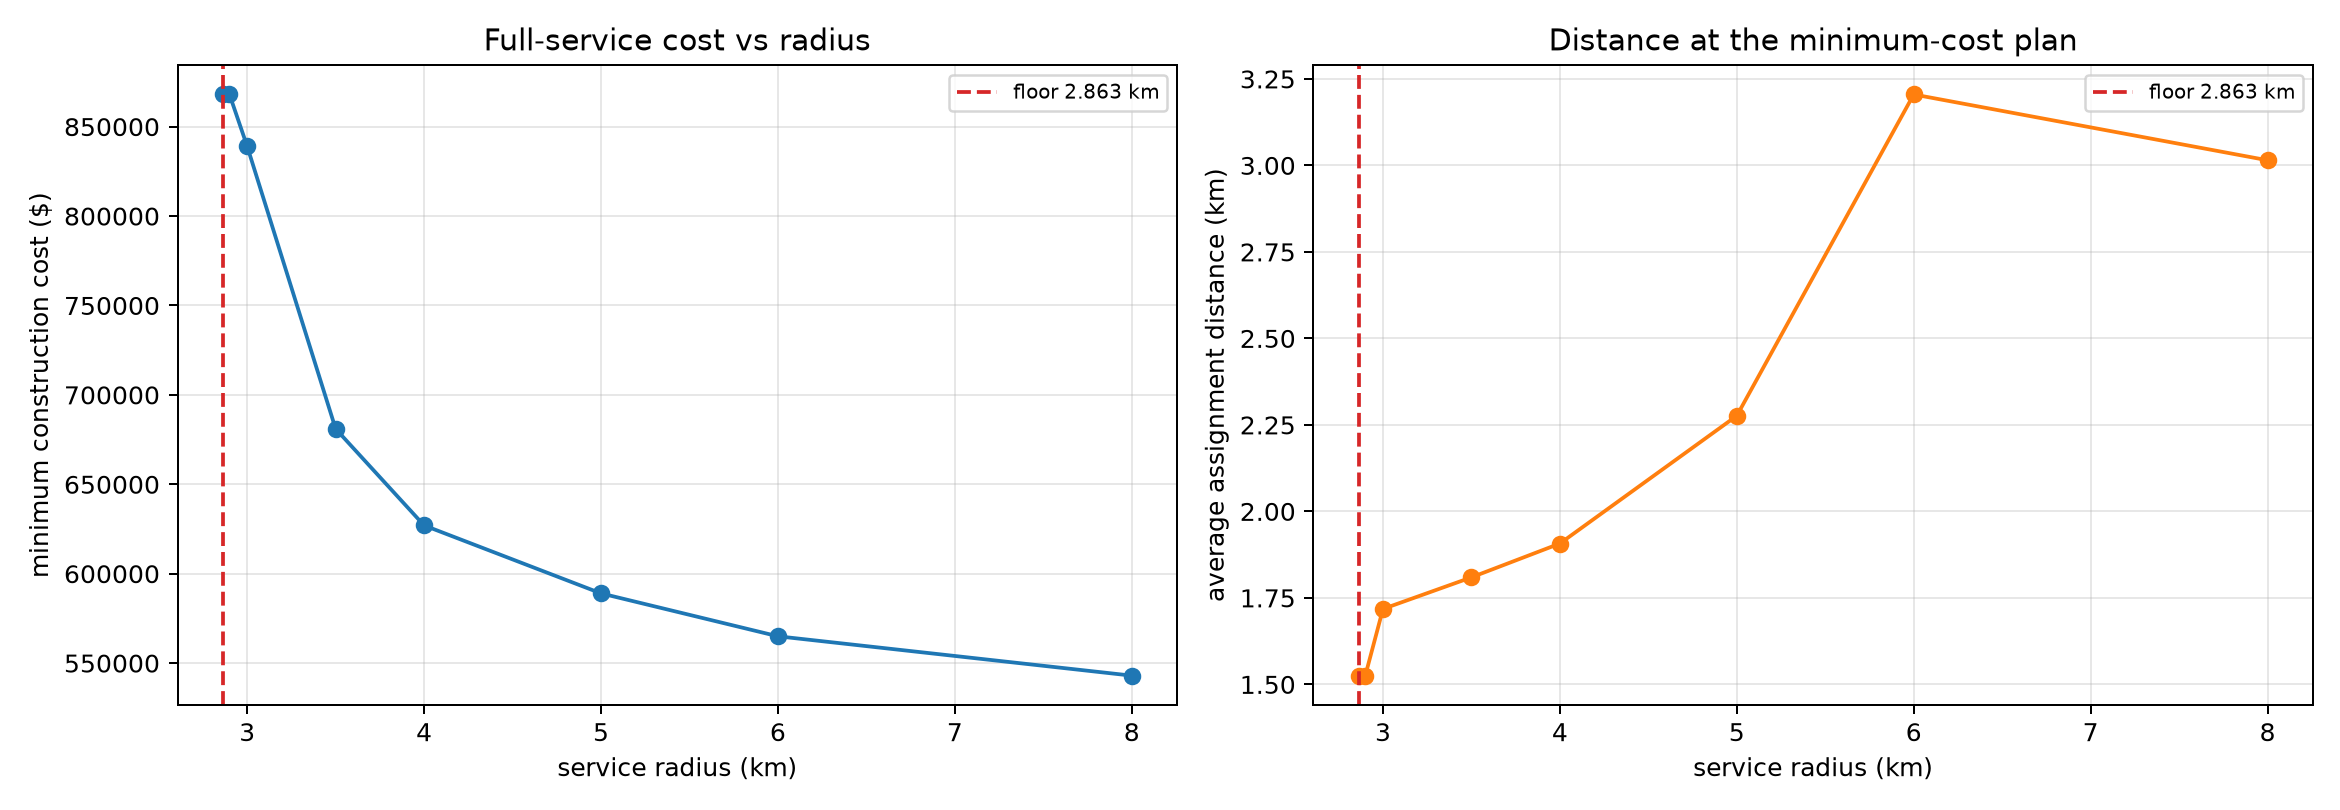 Full-service cost vs radius
floor 2.863 km
minimum construction cost ($)
850000
800000
750000
700000
650000
600000
550000
3 4 5 6 7 8
service radius (km)
Distance at the minimum-cost plan
floor 2.863 km
average assignment distance (km)
3.25
3.00
2.75
2.50
2.25
2.00
1.75
1.50
3 4 5 6 7 8
service radius (km)